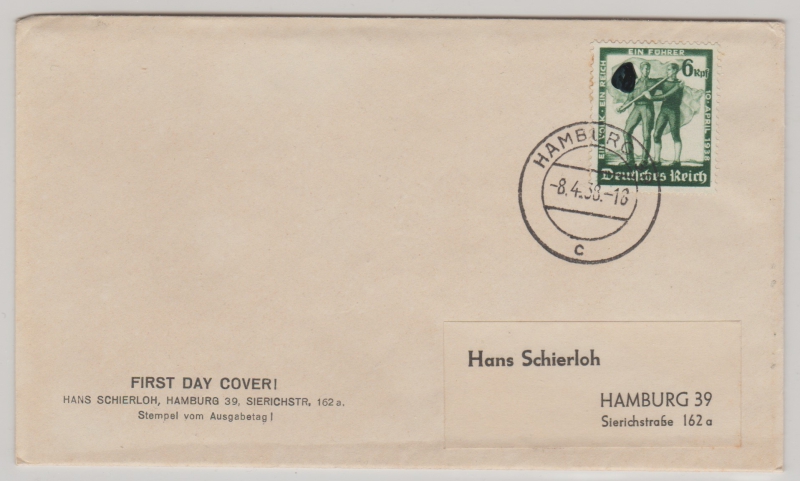 EIN FÜHRER
6 Rpf
EIN VOLK · EIN REICH
10. APRIL 1938
Deutsches Reich
HAMBURG
-8.4.38.-18
c
Hans Schierloh
HAMBURG 39
Sierichstraße 162 a
FIRST DAY COVER!
HANS SCHIERLOH, HAMBURG 39, SIERICHSTR. 162 a.
Stempel vom Ausgabetag!